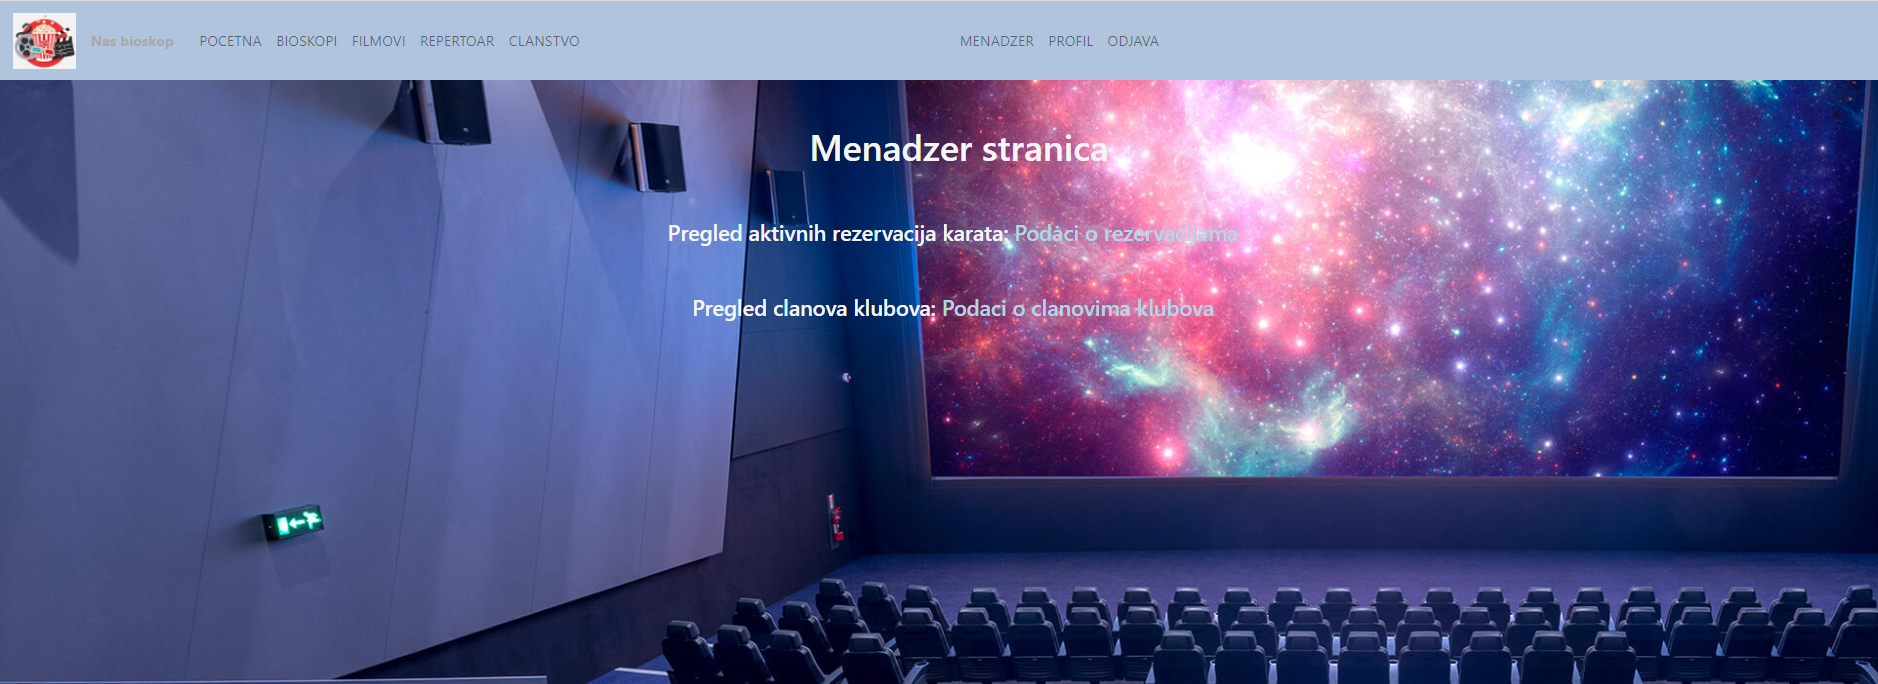 Nas bioskop POCETNA BIOSKOPI FILMOVI REPERTOAR CLANSTVO MENADZER PROFIL ODJAVA
Menadzer stranica
Pregled aktivnih rezervacija karata: Podaci o rezervacijama
Pregled clanova klubova: Podaci o clanovima klubova